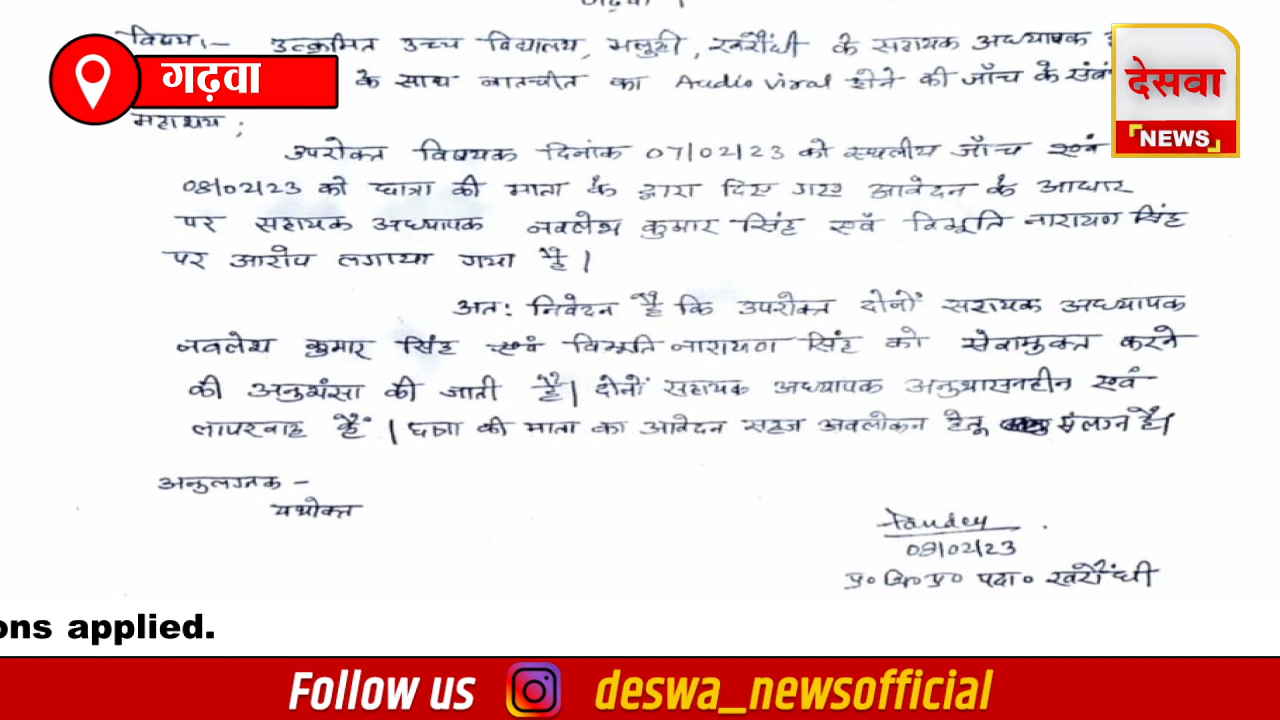 गढ़वा
विषय:- उत्क्रमित उच्च विद्यालय, मलुही, खरौंधी के सहायक अध्यापक
गढ़वा
के साथ बातचीत का Audio viral होने की जाँच के संबं
देसवा
NEWS
महाशय ;
उपरोक्त विषयक दिनांक 07/02/23 को स्थलीय जाँच एवं
08/02/23 को छात्रा की माता के द्वारा दिए गए आवेदन के आधार
पर सहायक अध्यापक नवलेश कुमार सिंह एवं विभूति नारायण सिंह
पर आरोप लगाया गया है।
अत: निवेदन है कि उपरोक्त दोनों सहायक अध्यापक
नवलेश कुमार सिंह एवं विभूति नारायण सिंह को सेवामुक्त करने
की अनुशंसा की जाती है। दोनों सहायक अध्यापक अनुशासनहीन एवं
लापरवाह हैं। छात्रा की माता का आवेदन सहज अवलोकन हेतू संलग्न है।
अनुलग्नक -
यथोक्त
Pandey
09/02/23
प्र० शि० प्र० पदा० खरौंधी
ons applied.
Follow us deswa_newsofficial